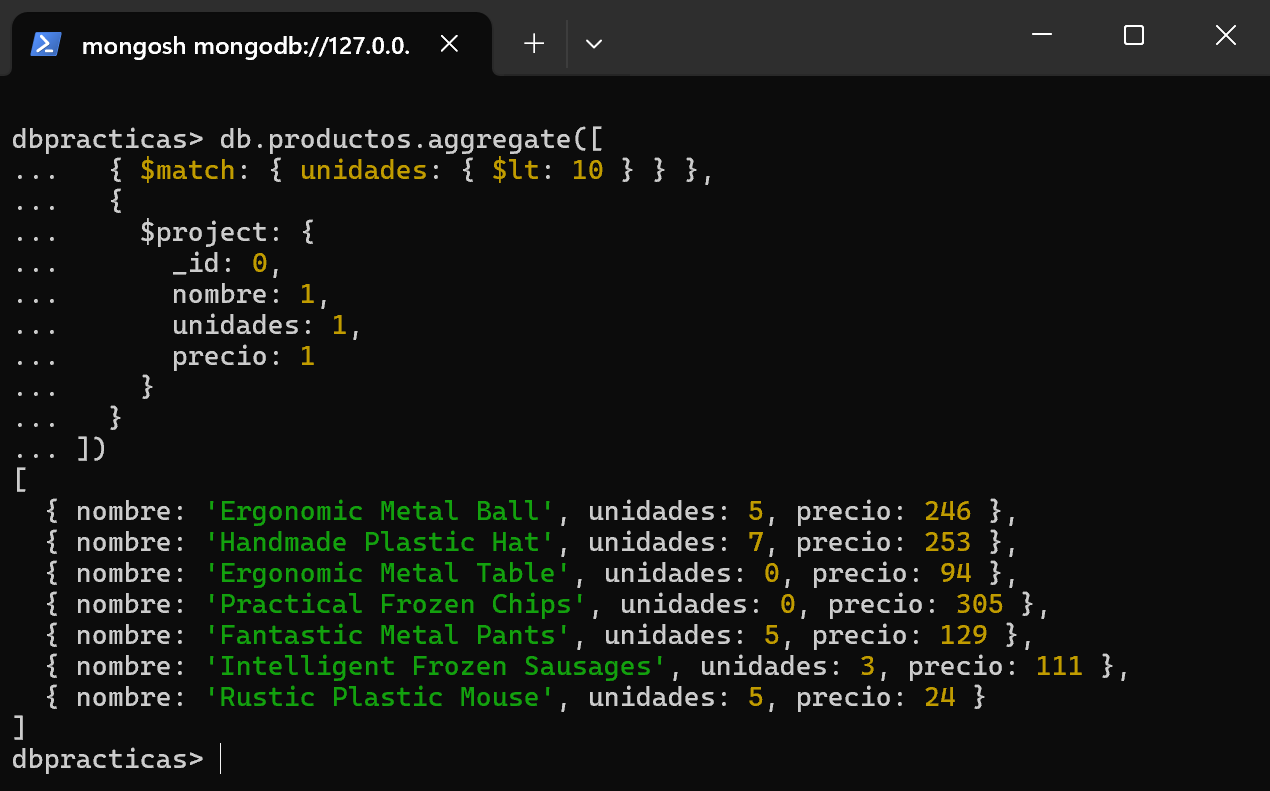 mongosh mongodb://127.0.0.
dbpracticas> db.productos.aggregate([
...   { $match: { unidades: { $lt: 10 } } },
...   {
...     $project: {
...       _id: 0,
...       nombre: 1,
...       unidades: 1,
...       precio: 1
...     }
...   }
... ])
[
  { nombre: 'Ergonomic Metal Ball', unidades: 5, precio: 246 },
  { nombre: 'Handmade Plastic Hat', unidades: 7, precio: 253 },
  { nombre: 'Ergonomic Metal Table', unidades: 0, precio: 94 },
  { nombre: 'Practical Frozen Chips', unidades: 0, precio: 305 },
  { nombre: 'Fantastic Metal Pants', unidades: 5, precio: 129 },
  { nombre: 'Intelligent Frozen Sausages', unidades: 3, precio: 111 },
  { nombre: 'Rustic Plastic Mouse', unidades: 5, precio: 24 }
]
dbpracticas>